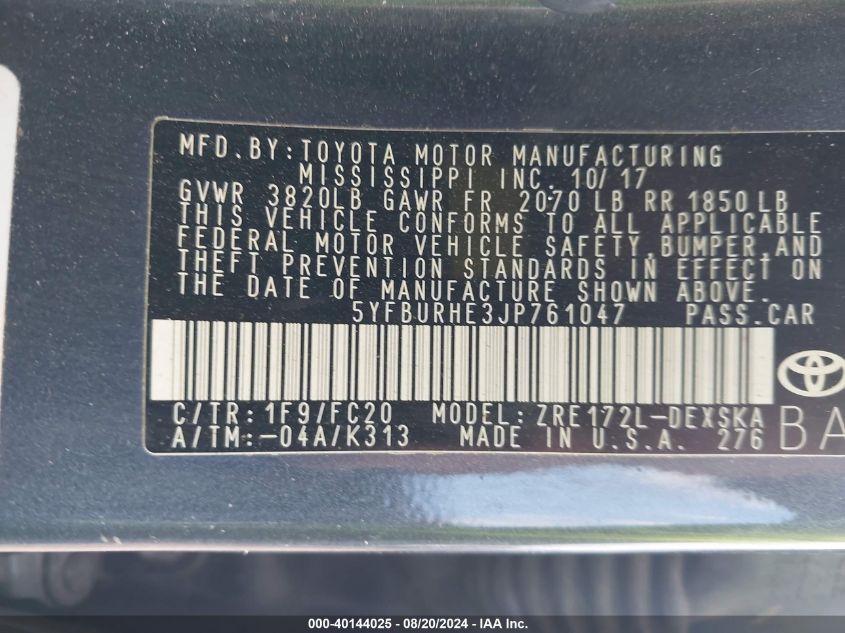 MFD.BY:TOYOTA MOTOR MANUFACTURING
MISSISSIPPI INC. 10/17
GVWR 3820LB GAWR FR 2070 LB RR 1850 LB
THIS VEHICLE CONFORMS TO ALL APPLICABLE
FEDERAL MOTOR VEHICLE SAFETY,BUMPER,AND
THEFT PREVENTION STANDARDS IN EFFECT ON
THE DATE OF MANUFACTURE SHOWN ABOVE.
5YFBURHE3JP761047 PASS.CAR
C/TR:1F9/FC20 MODEL:ZRE172L-DEXSKA
A/TM:-04A/K313 MADE IN U.S.A. 276 BA
000-40144025 / 08/20/2024 - IAA Inc.